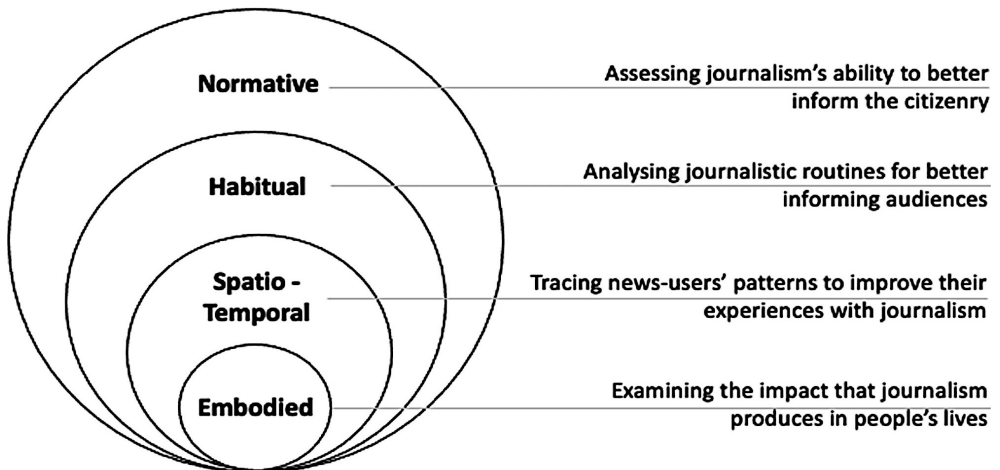 Normative
Assessing journalism's ability to better
inform the citizenry
Habitual
Analysing journalistic routines for better
informing audiences
Spatio -
Temporal
Tracing news-users' patterns to improve their
experiences with journalism
Embodied
Examining the impact that journalism
produces in people's lives